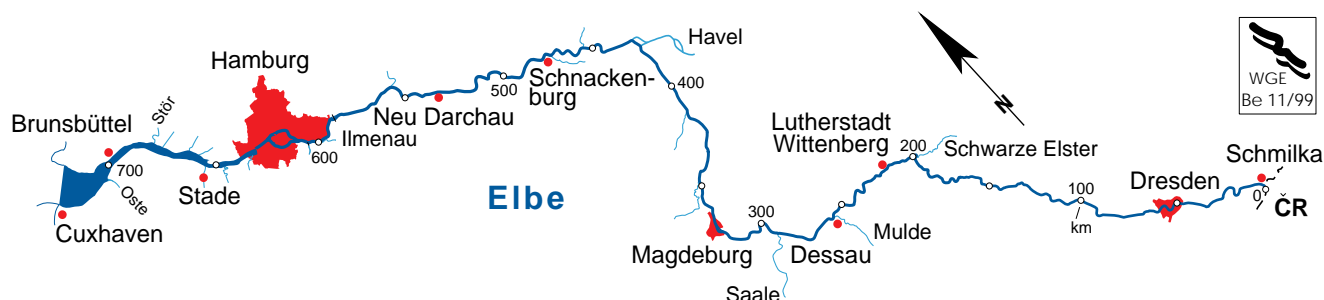 Brunsbüttel
Stör
700
Oste
Cuxhaven
Stade
Hamburg
Ilmenau
600
Neu Darchau
500
Schnacken-
burg
Havel
400
Elbe
Magdeburg
300
Saale
Dessau
Mulde
Lutherstadt
Wittenberg
200
Schwarze Elster
N
100
km
Dresden
Schmilka
0
ČR
WGE
Be 11/99